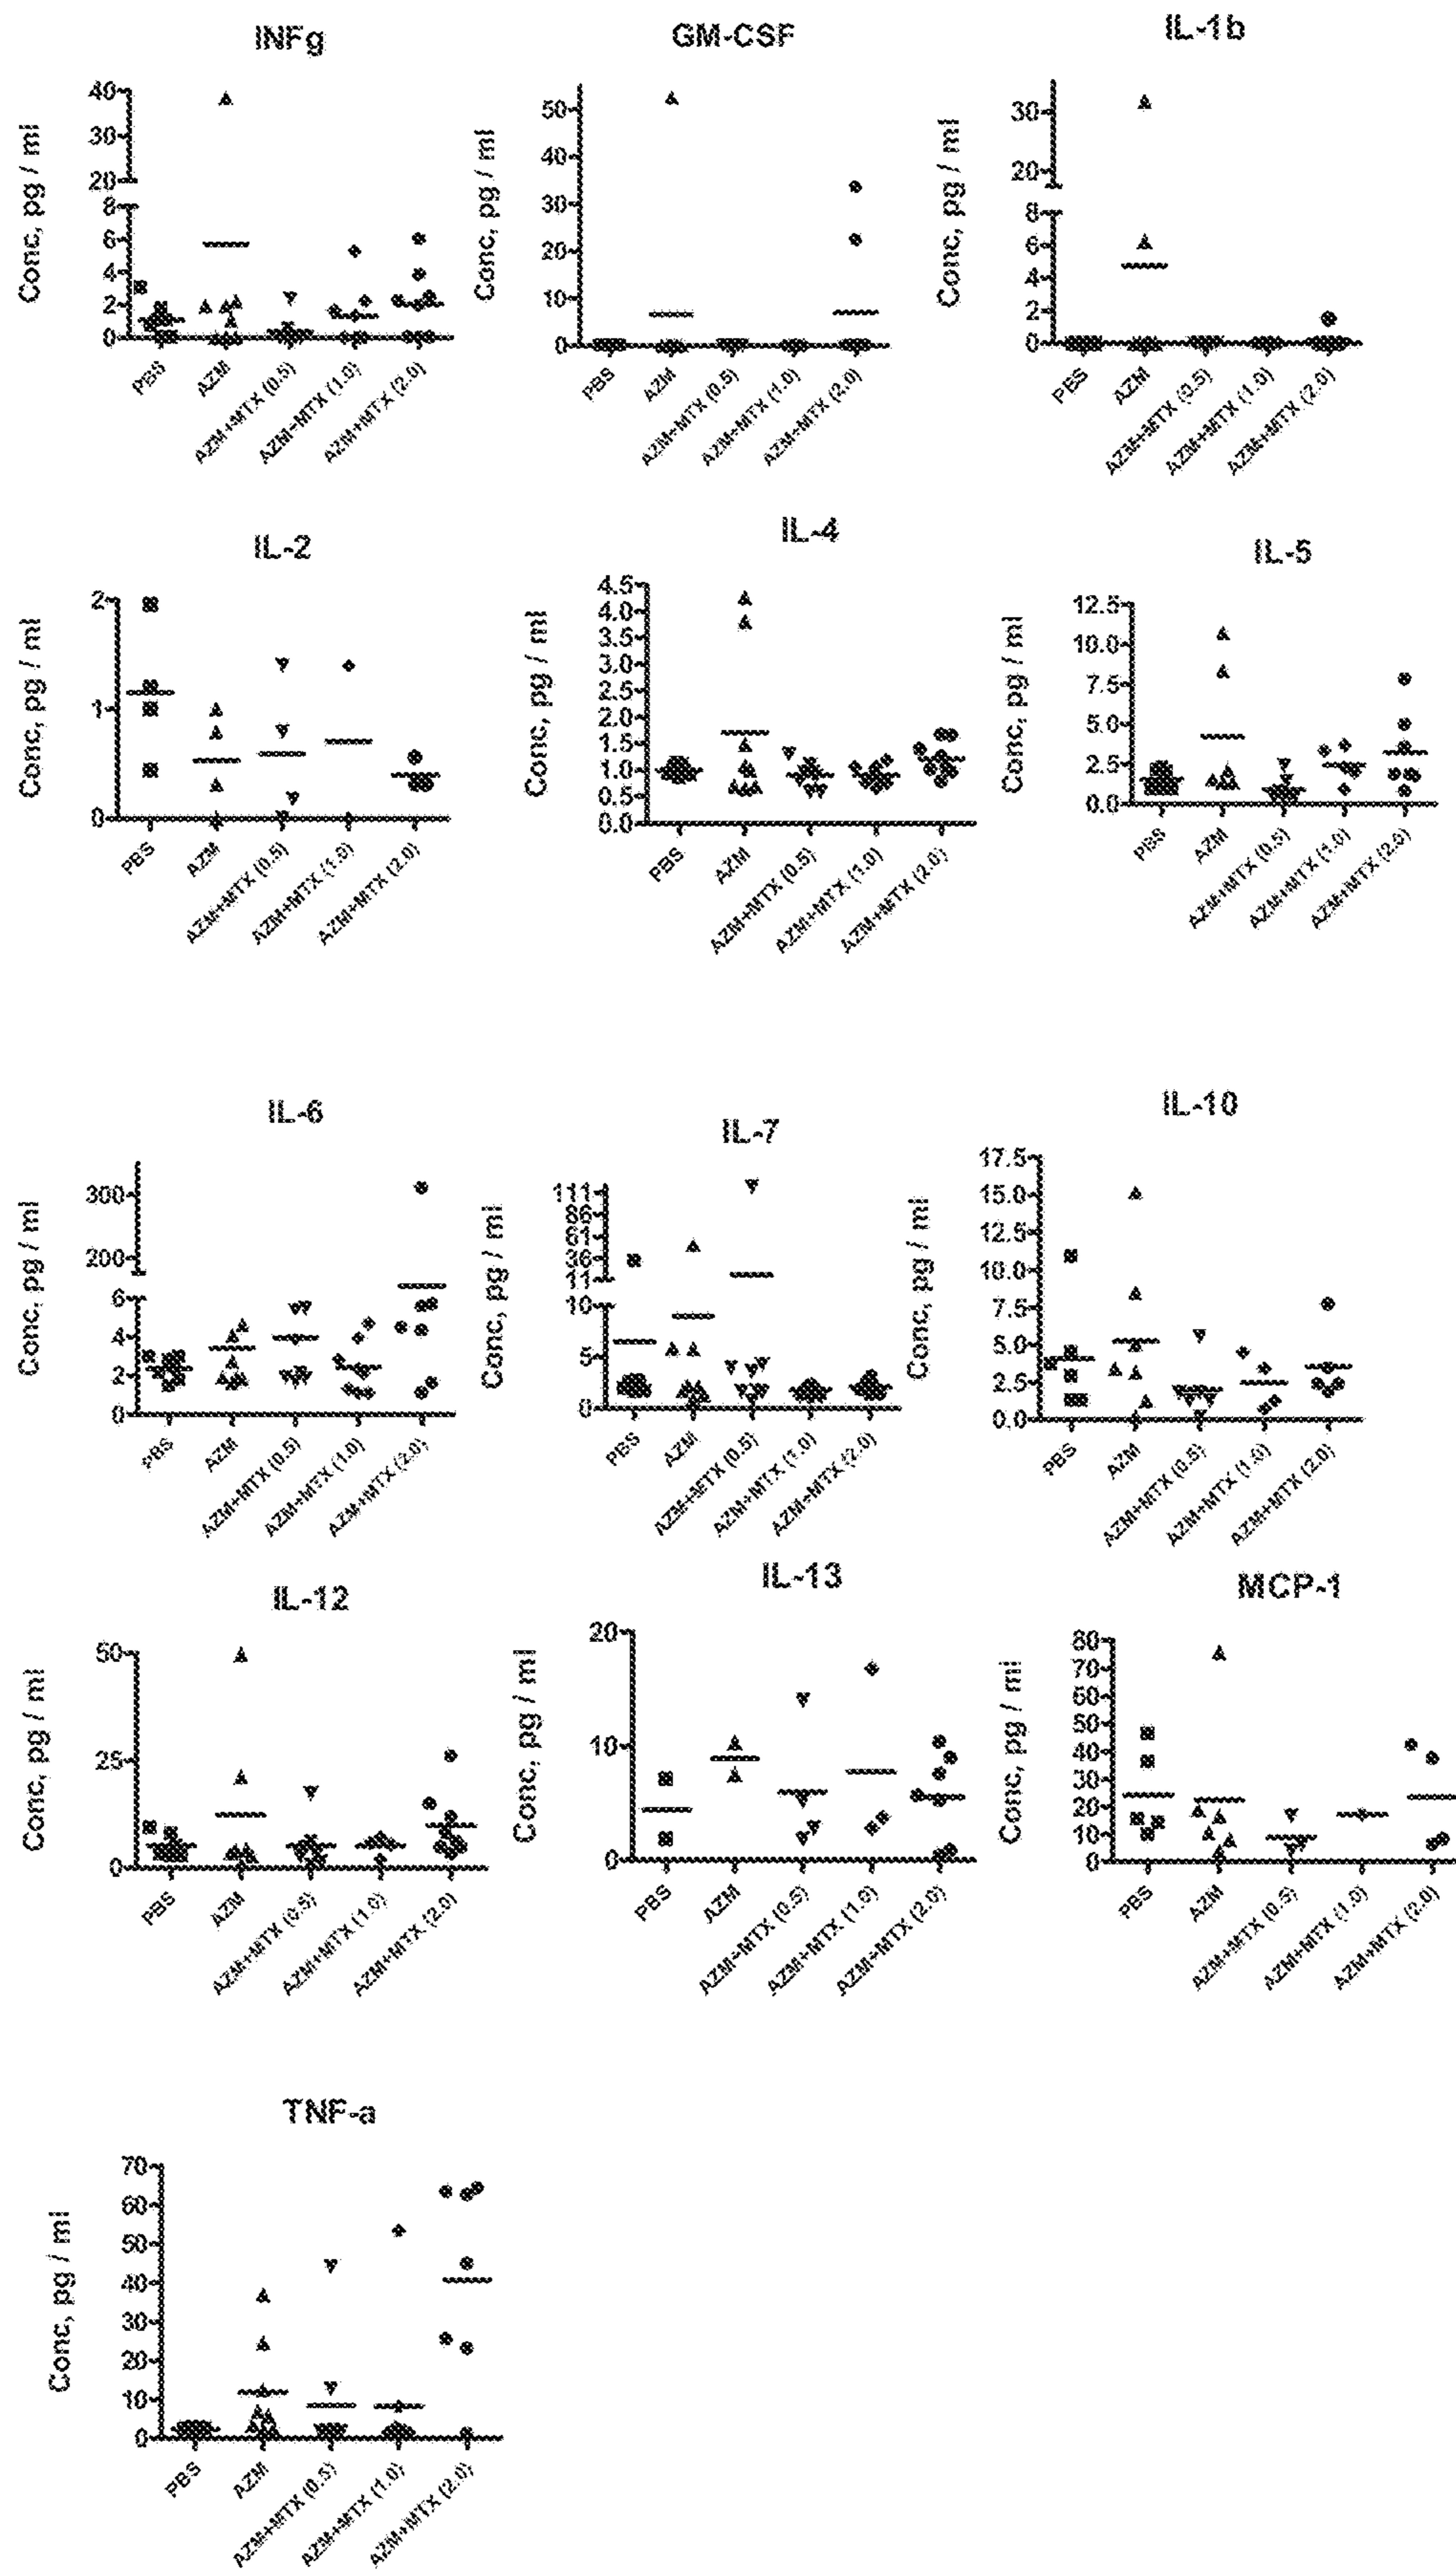 INFg
Conc, pg / ml
40
30
20
8
6
4
2
0
PBS
AZM
AZM+MTX (0.5)
AZM+MTX (1.0)
AZM+MTX (2.0)
GM-CSF
Conc, pg / ml
50
40
30
20
10
0
PBS
AZM
AZM+MTX (0.5)
AZM+MTX (1.0)
AZM+MTX (2.0)
IL-1b
Conc, pg / ml
30
20
8
6
4
2
0
PBS
AZM
AZM+MTX (0.5)
AZM+MTX (1.0)
AZM+MTX (2.0)
IL-2
Conc, pg / ml
2
1
0
PBS
AZM
AZM+MTX (0.5)
AZM+MTX (1.0)
AZM+MTX (2.0)
IL-4
Conc, pg / ml
4.5
4.0
3.5
3.0
2.5
2.0
1.5
1.0
0.5
0.0
PBS
AZM
AZM+MTX (0.5)
AZM+MTX (1.0)
AZM+MTX (2.0)
IL-5
Conc, pg / ml
12.5
10.0
7.5
5.0
2.5
0.0
PBS
AZM
AZM+MTX (0.5)
AZM+MTX (1.0)
AZM+MTX (2.0)
IL-6
Conc, pg / ml
300
200
6
4
2
0
PBS
AZM
AZM+MTX (0.5)
AZM+MTX (1.0)
AZM+MTX (2.0)
IL-7
Conc, pg / ml
111
86
61
36
11
10
5
0
PBS
AZM
AZM+MTX (0.5)
AZM+MTX (1.0)
AZM+MTX (2.0)
IL-10
Conc, pg / ml
17.5
15.0
12.5
10.0
7.5
5.0
2.5
0.0
PBS
AZM
AZM+MTX (0.5)
AZM+MTX (1.0)
AZM+MTX (2.0)
IL-12
Conc, pg / ml
50
25
0
PBS
AZM
AZM+MTX (0.5)
AZM+MTX (1.0)
AZM+MTX (2.0)
IL-13
Conc, pg / ml
20
10
0
PBS
AZM
AZM+MTX (0.5)
AZM+MTX (1.0)
AZM+MTX (2.0)
MCP-1
Conc, pg / ml
80
70
60
50
40
30
20
10
0
PBS
AZM
AZM+MTX (0.5)
AZM+MTX (1.0)
AZM+MTX (2.0)
TNF-a
Conc, pg / ml
70
60
50
40
30
20
10
0
PBS
AZM
AZM+MTX (0.5)
AZM+MTX (1.0)
AZM+MTX (2.0)